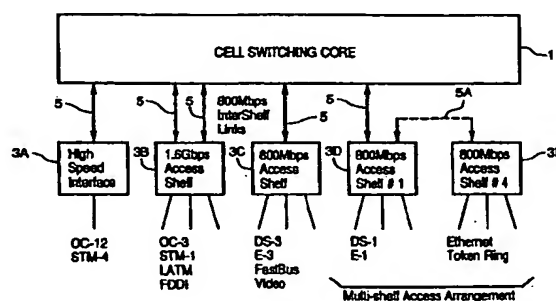 CELL SWITCHING CORE
1
5
5
5
800Mbps
InterShelf
Links
5
5
5A
3A
High
Speed
Interface
3B
1.6Gbps
Access
Shelf
3C
800Mbps
Access
Shelf
3D
800Mbps
Access
Shelf # 1
800Mbps
Access
Shelf # 4
OC-12
STM-4
OC-3
STM-1
LATM
FDDI
DS-3
E-3
FastBus
Video
DS-1
E-1
Ethernet
Token Ring
Multi-shelf Access Arrangement